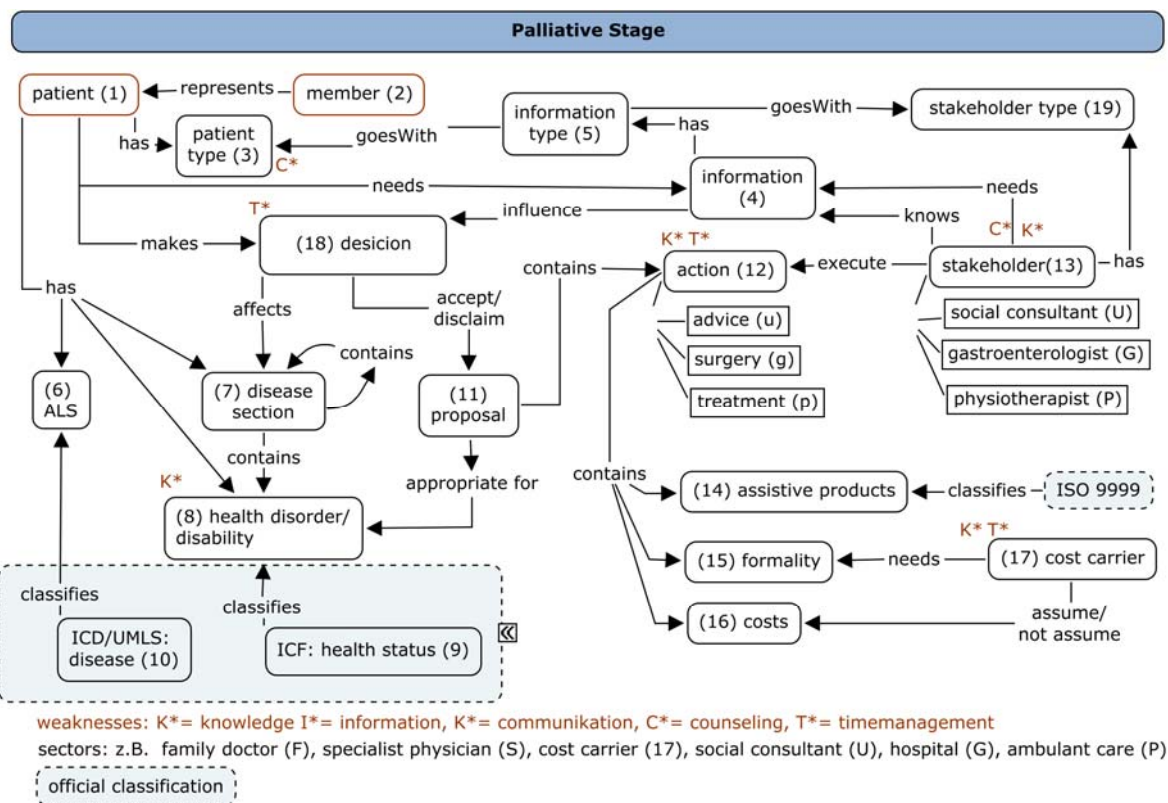 Palliative Stage
patient (1)
represents
member (2)
has
patient
type (3)
C*
goesWith
information
type (5)
goesWith
stakeholder type (19)
has
needs
information
(4)
needs
knows
C* K*
T*
influence
makes
(18) desicion
K* T*
contains
action (12)
execute
stakeholder(13)
has
has
affects
accept/
disclaim
advice (u)
social consultant (U)
surgery (g)
gastroenterologist (G)
treatment (p)
physiotherapist (P)
contains
(6)
ALS
(7) disease
section
(11)
proposal
contains
appropriate for
K*
(8) health disorder/
disability
contains
(14) assistive products
classifies
ISO 9999
K* T*
(15) formality
needs
(17) cost carrier
(16) costs
assume/
not assume
classifies
classifies
ICD/UMLS:
disease (10)
ICF: health status (9)
weaknesses: K*= knowledge I*= information, K*= communikation, C*= counseling, T*= timemanagement
sectors: z.B. family doctor (F), specialist physician (S), cost carrier (17), social consultant (U), hospital (G), ambulant care (P)
official classification